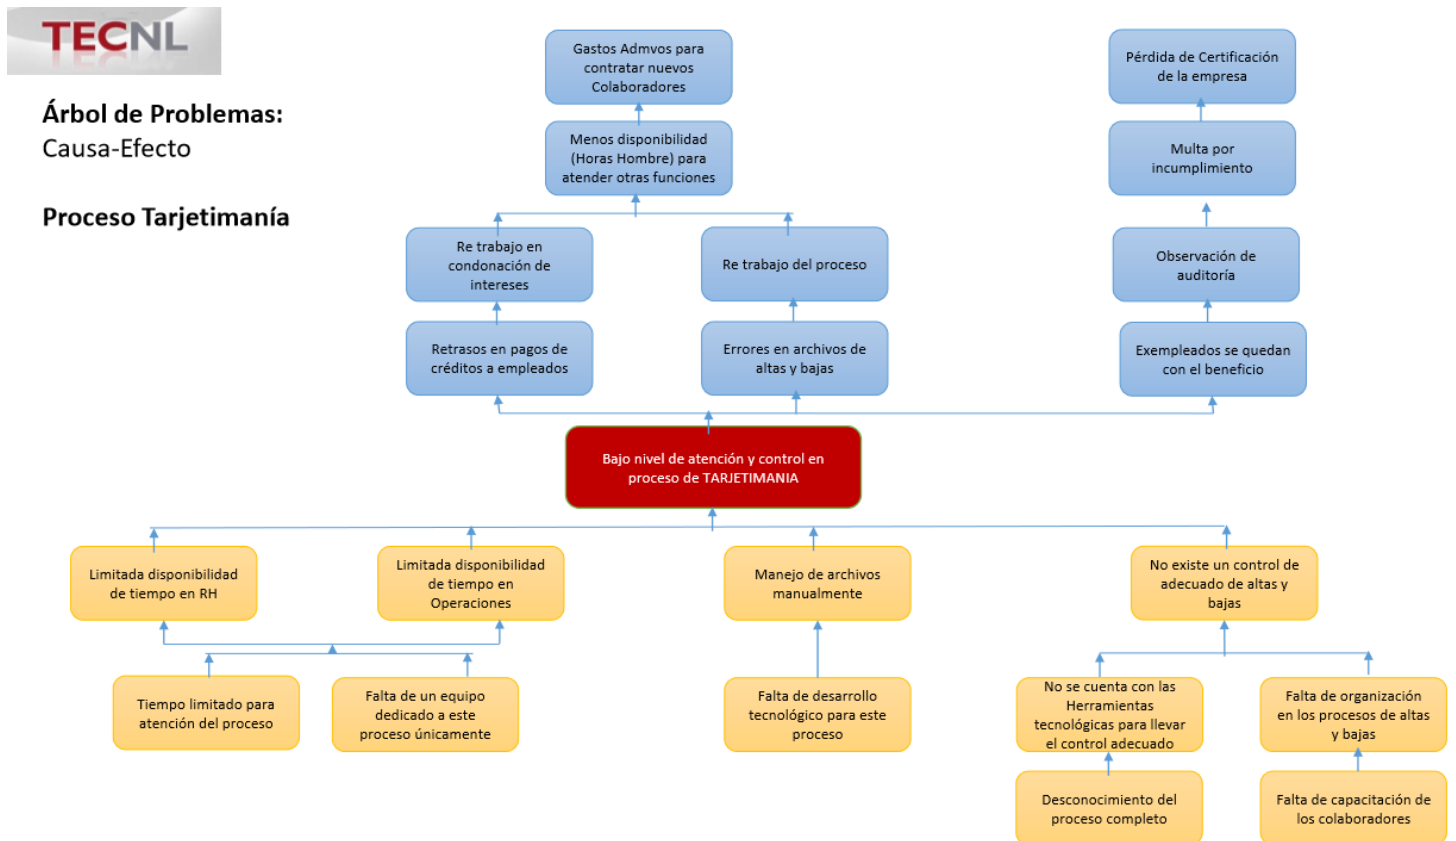 TECNL
Árbol de Problemas:
Causa-Efecto
Proceso Tarjetimanía
Gastos Admvos para
contratar nuevos
Colaboradores
Pérdida de Certificación
de la empresa
Menos disponibilidad
(Horas Hombre) para
atender otras funciones
Multa por
incumplimiento
Re trabajo en
condonación de
intereses
Re trabajo del proceso
Observación de
auditoría
Retrasos en pagos de
créditos a empleados
Errores en archivos de
altas y bajas
Exempleados se quedan
con el beneficio
Bajo nivel de atención y control en
proceso de TARJETIMANIA
Limitada disponibilidad
de tiempo en RH
Limitada disponibilidad
de tiempo en
Operaciones
Manejo de archivos
manualmente
No existe un control de
adecuado de altas y
bajas
Tiempo limitado para
atención del proceso
Falta de un equipo
dedicado a este
proceso únicamente
Falta de desarrollo
tecnológico para este
proceso
No se cuenta con las
Herramientas
tecnológicas para llevar
el control adecuado
Falta de organización
en los procesos de altas
y bajas
Desconocimiento del
proceso completo
Falta de capacitación de
los colaboradores